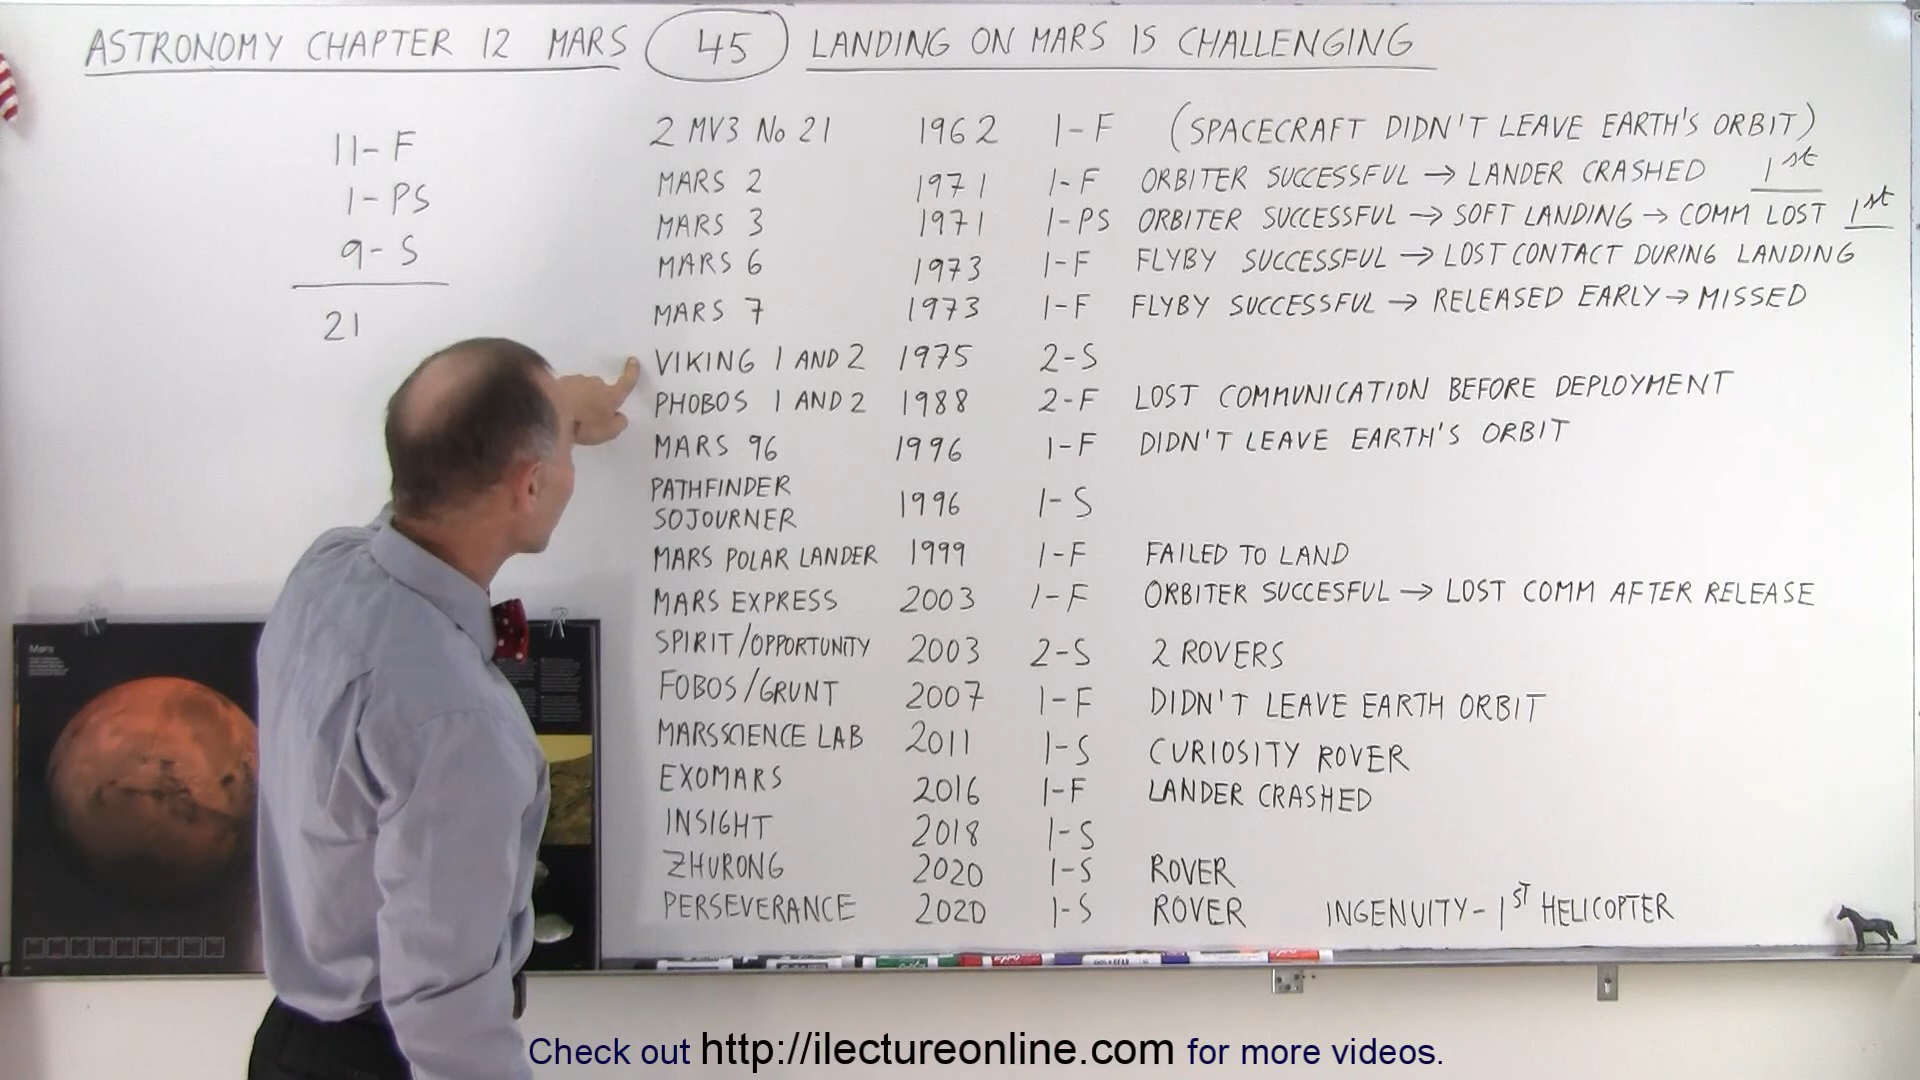 ASTRONOMY CHAPTER 12 MARS 45 LANDING ON MARS IS CHALLENGING
11-F
1-PS
9-S
21
2 MV3 No 21 1962 1-F (SPACECRAFT DIDN'T LEAVE EARTH'S ORBIT)
MARS 2 1971 1-F ORBITER SUCCESSFUL → LANDER CRASHED 1st
MARS 3 1971 1-PS ORBITER SUCCESSFUL → SOFT LANDING → COMM LOST 1st
MARS 6 1973 1-F FLYBY SUCCESSFUL → LOST CONTACT DURING LANDING
MARS 7 1973 1-F FLYBY SUCCESSFUL → RELEASED EARLY → MISSED
VIKING 1 AND 2 1975 2-S
PHOBOS 1 AND 2 1988 2-F LOST COMMUNICATION BEFORE DEPLOYMENT
MARS 96 1996 1-F DIDN'T LEAVE EARTH'S ORBIT
PATHFINDER
SOJOURNER 1996 1-S
MARS POLAR LANDER 1999 1-F FAILED TO LAND
MARS EXPRESS 2003 1-F ORBITER SUCCESFUL → LOST COMM AFTER RELEASE
SPIRIT/OPPORTUNITY 2003 2-S 2 ROVERS
FOBOS/GRUNT 2007 1-F DIDN'T LEAVE EARTH ORBIT
MARS SCIENCE LAB 2011 1-S CURIOSITY ROVER
EXOMARS 2016 1-F LANDER CRASHED
INSIGHT 2018 1-S
ZHURONG 2020 1-S ROVER
PERSEVERANCE 2020 1-S ROVER INGENUITY - 1ST HELICOPTER
Mars
Check out http://ilectureonline.com for more videos.